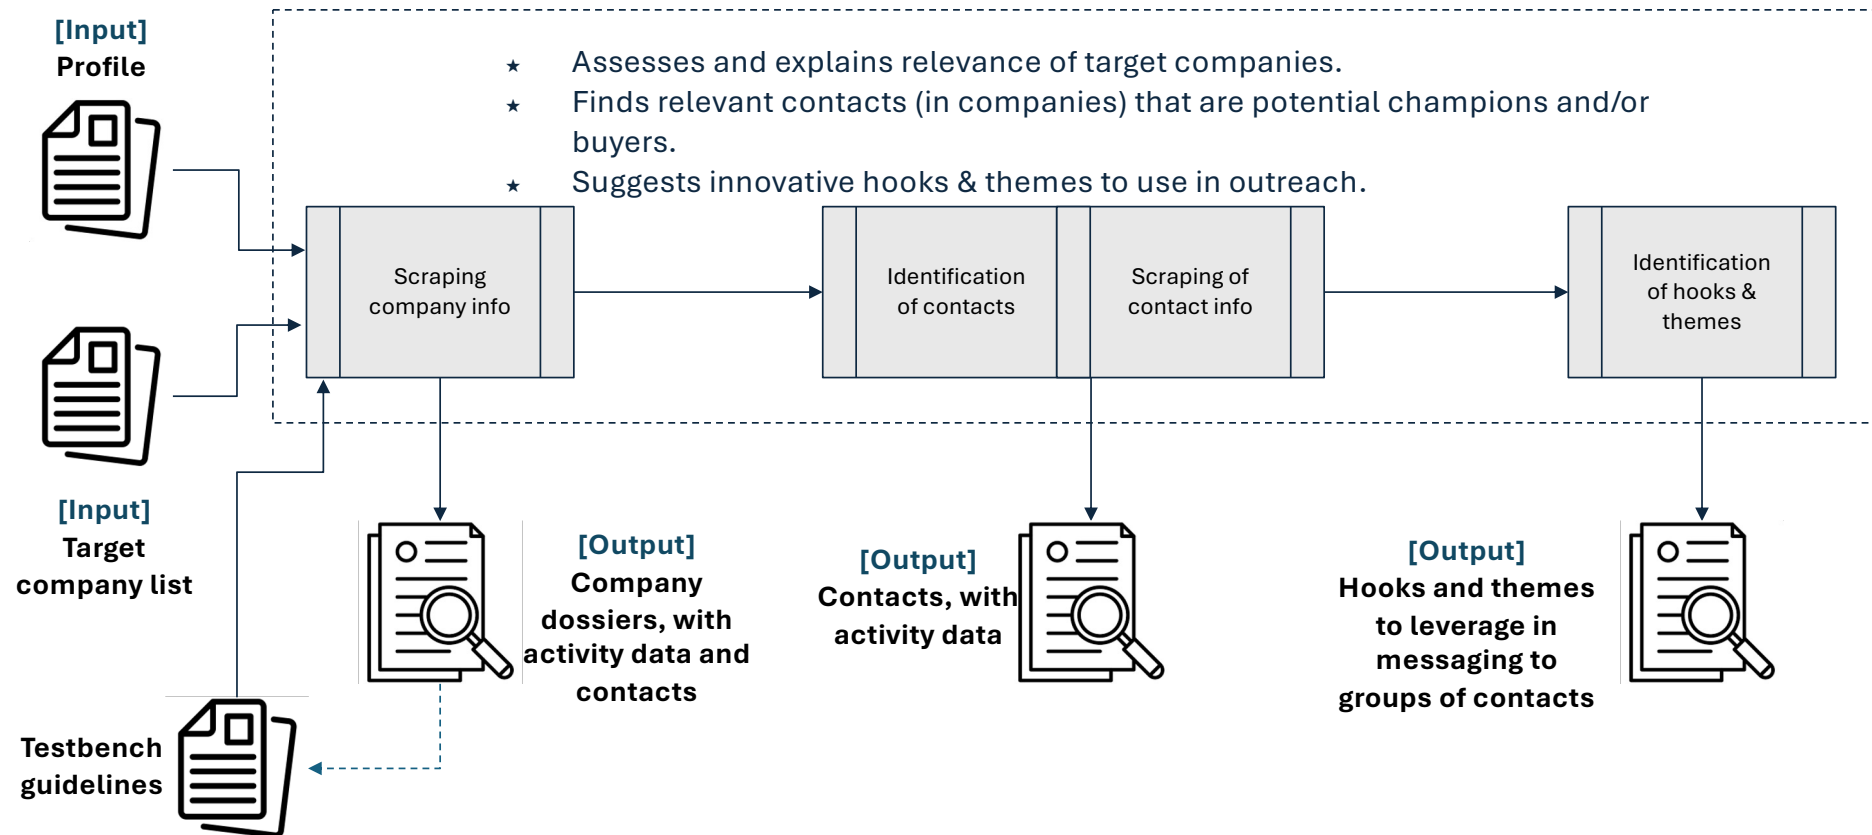 [Input]
Profile
★ Assesses and explains relevance of target companies.
★ Finds relevant contacts (in companies) that are potential champions and/or
buyers.
★ Suggests innovative hooks & themes to use in outreach.
Scraping
company info
Identification
of contacts
Scraping of
contact info
Identification
of hooks &
themes
[Input]
Target
company list
[Output]
Company
dossiers, with
activity data and
contacts
[Output]
Contacts, with
activity data
[Output]
Hooks and themes
to leverage in
messaging to
groups of contacts
Testbench
guidelines